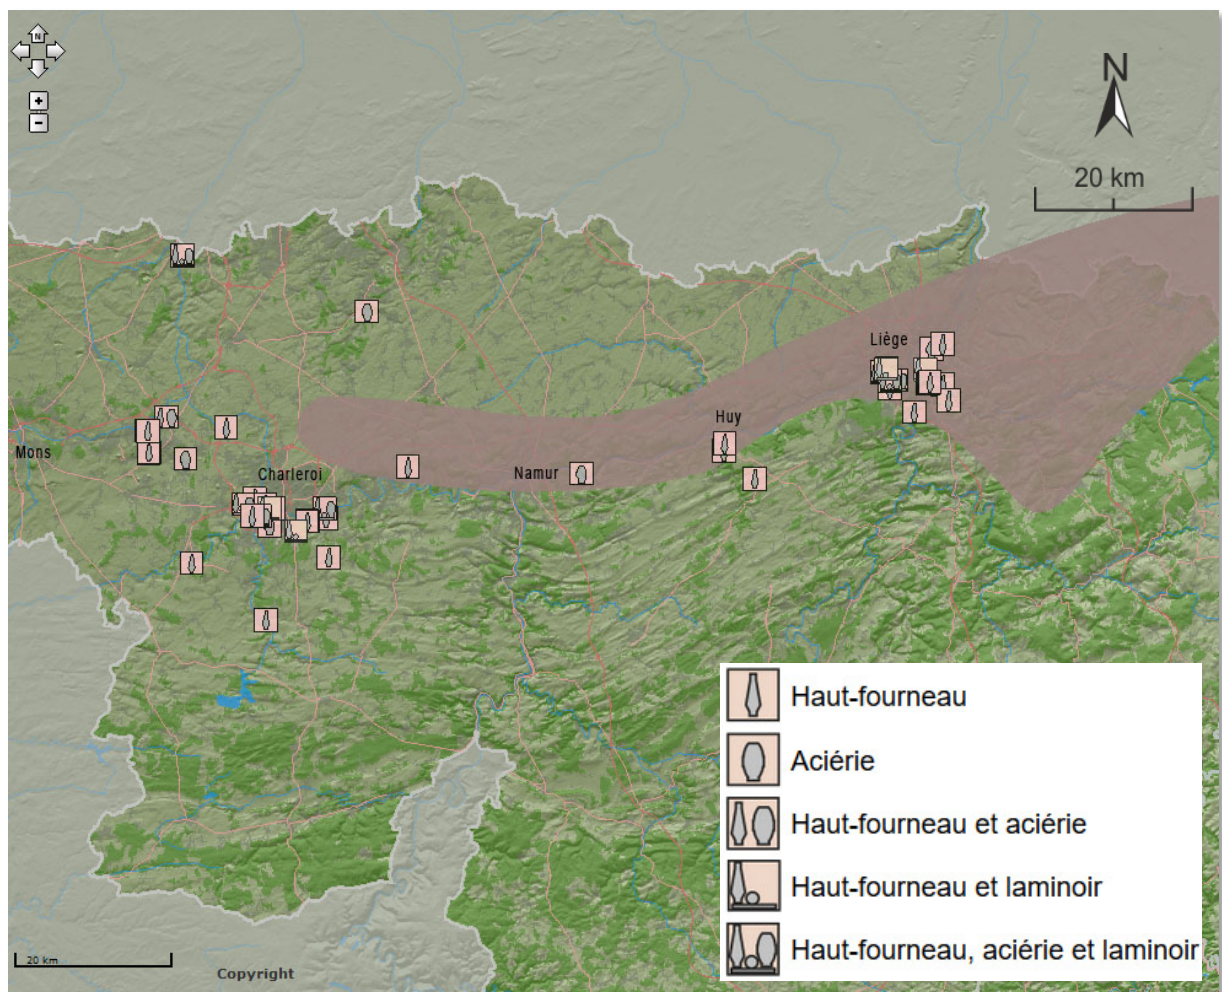 N
+
-
N
20 km
Liège
Huy
Mons
Charleroi
Namur
Haut-fourneau
Aciérie
Haut-fourneau et aciérie
Haut-fourneau et laminoir
Haut-fourneau, aciérie et laminoir
20 km
Copyright